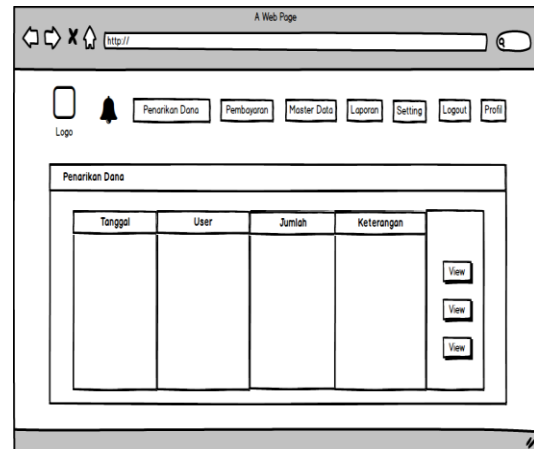 A Web Page
http://
Penarikan Dana
Pembayaran
Master Data
Laporan
Setting
Logout
Profil
Logo
Penarikan Dana
Tanggal
User
Jumlah
Keterangan
View
View
View